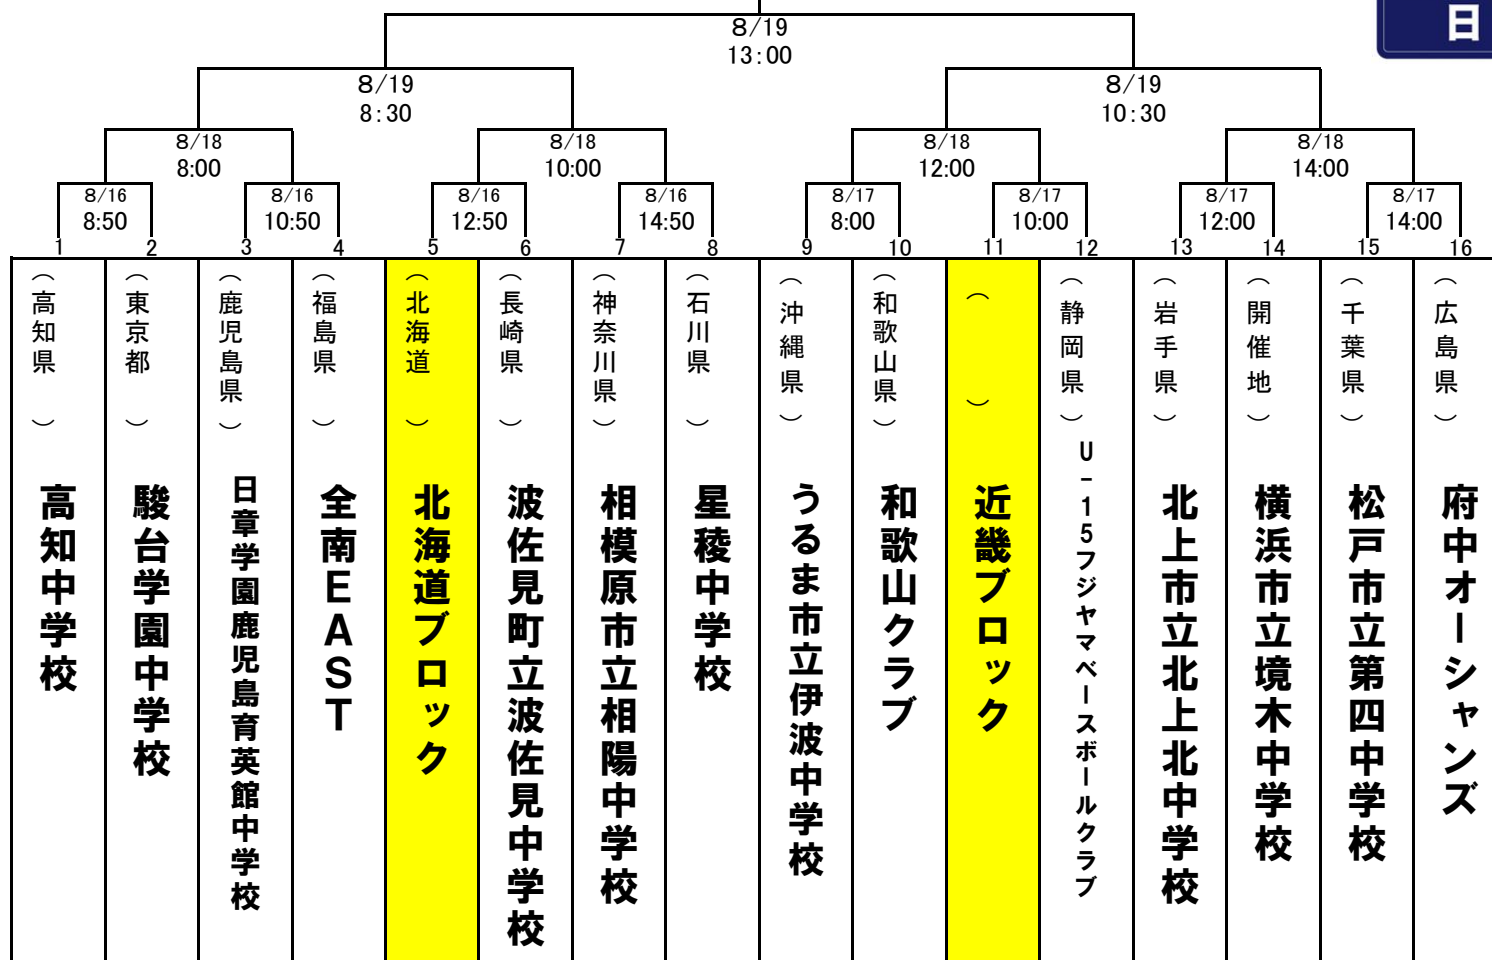 日
8/19
13:00
8/19
8:30
8/19
10:30
8/18
8:00
8/18
10:00
8/18
12:00
8/18
14:00
8/16
8:50
8/16
10:50
8/16
12:50
8/16
14:50
8/17
8:00
8/17
10:00
8/17
12:00
8/17
14:00
1
2
3
4
5
6
7
8
9
10
11
12
13
14
15
16
(高知県)
高知中学校
(東京都)
駿台学園中学校
(鹿児島県)
日章学園鹿児島育英館中学校
(福島県)
全南EAST
(北海道)
北海道ブロック
(長崎県)
波佐見町立波佐見中学校
(神奈川県)
相模原市立相陽中学校
(石川県)
星稜中学校
(沖縄県)
うるま市立伊波中学校
(和歌山県)
和歌山クラブ
( )
近畿ブロック
(静岡県)
U-15フジヤマベースボールクラブ
(岩手県)
北上市立北上北中学校
(開催地)
横浜市立境木中学校
(千葉県)
松戸市立第四中学校
(広島県)
府中オーシャンズ